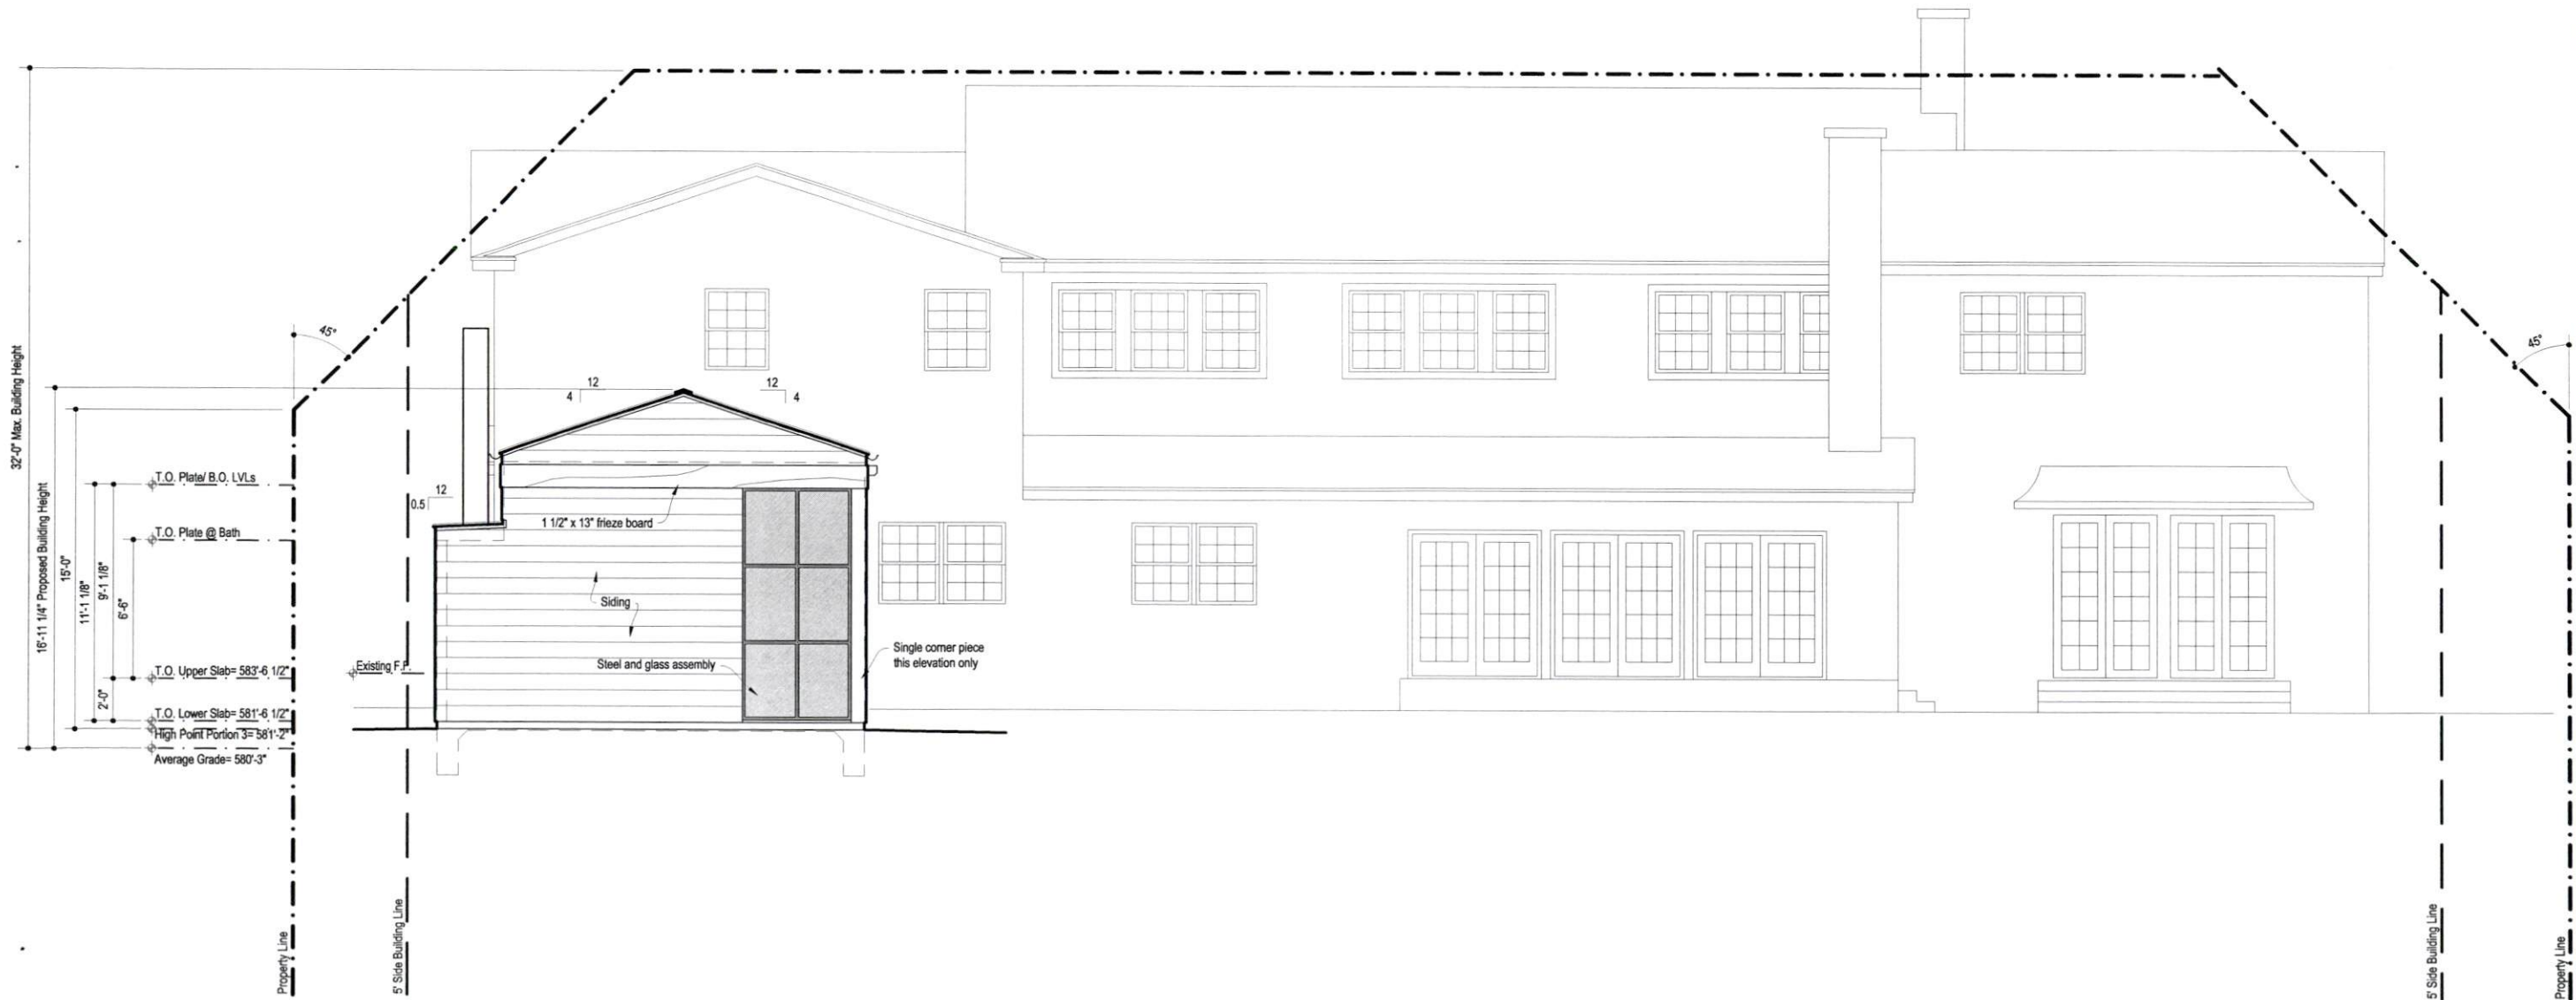 32'-0" Max. Building Height
16'-11 1/4" Proposed Building Height
15'-0"
11'-1 1/8"
9'-1 1/8"
6'-6"
2'-0"
45°
T.O. Plate/ B.O. LVLs
T.O. Plate @ Bath
T.O. Upper Slab= 583'-6 1/2"
T.O. Lower Slab= 581'-6 1/2"
High Point Portion 3= 581'-2"
Average Grade= 580'-3"
Existing F.F.
12
0.5
12
4
12
4
1 1/2" x 13" frieze board
Siding
Steel and glass assembly
Single corner piece
this elevation only
45°
Property Line
5' Side Building Line
5' Side Building Line
Property Line